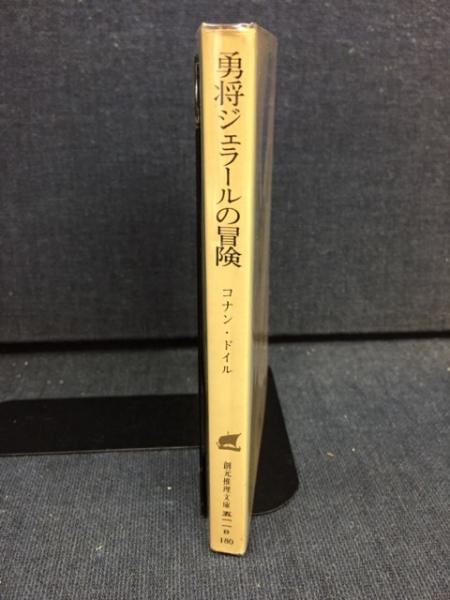 勇将ジェラールの冒険
コナン・ドイル
創元推理文庫
180